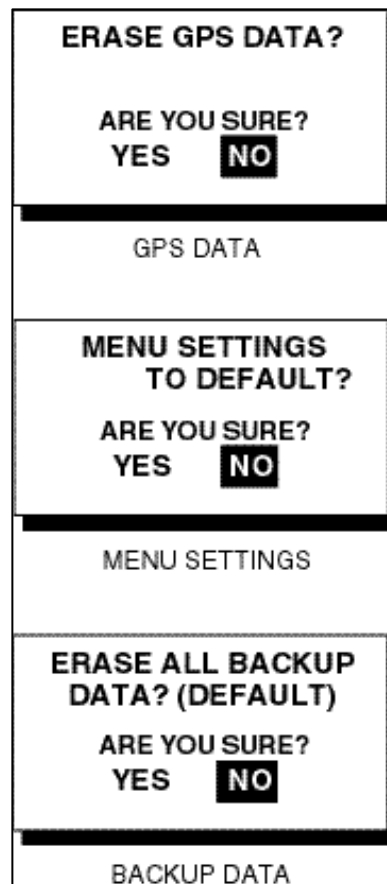 ERASE GPS DATA?
ARE YOU SURE?
YES NO
GPS DATA
MENU SETTINGS
TO DEFAULT?
ARE YOU SURE?
YES NO
MENU SETTINGS
ERASE ALL BACKUP
DATA? (DEFAULT)
ARE YOU SURE?
YES NO
BACKUP DATA